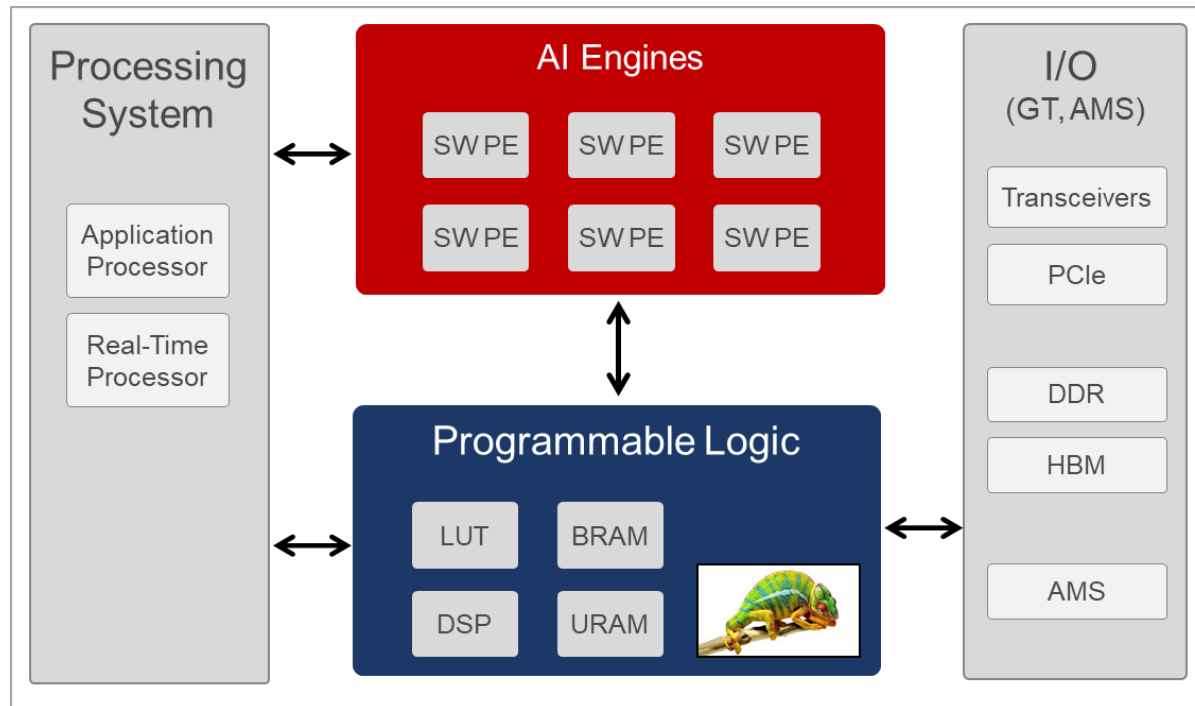 Processing
System
Application
Processor
Real-Time
Processor
AI Engines
SW PE SW PE SW PE
SW PE SW PE SW PE
Programmable Logic
LUT BRAM
DSP URAM
I/O
(GT, AMS)
Transceivers
PCIe
DDR
HBM
AMS